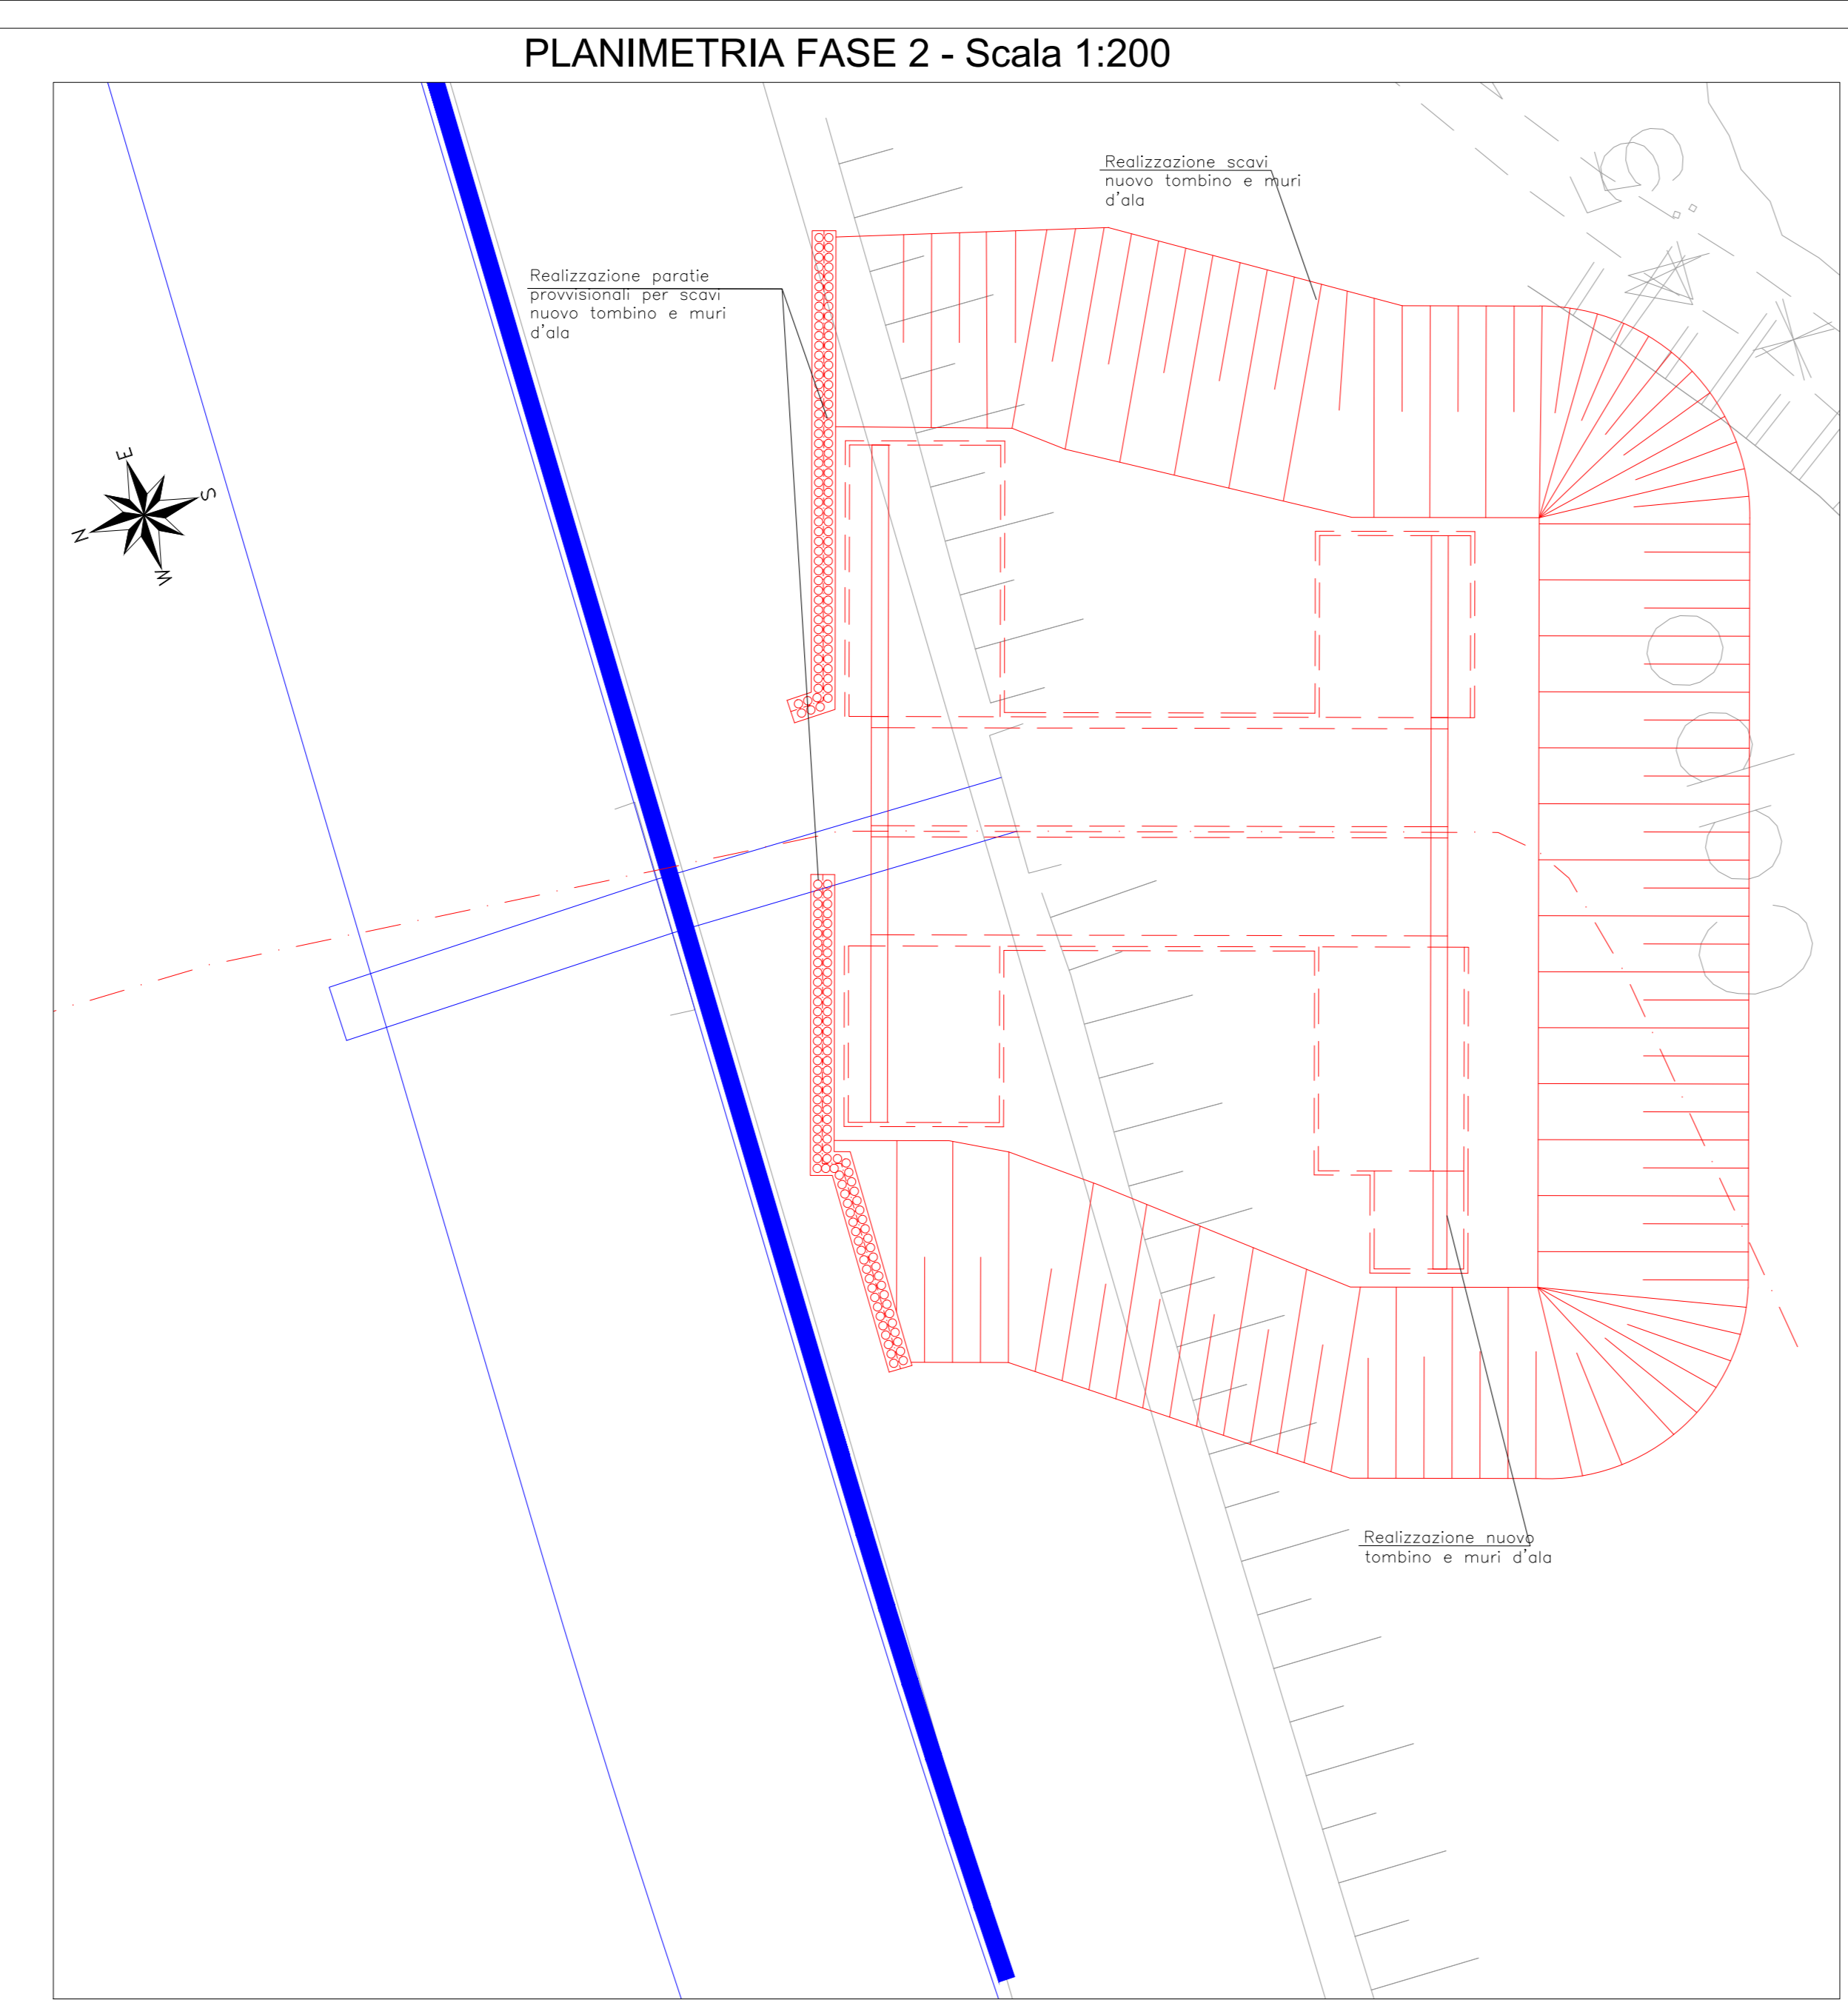 PLANIMETRIA FASE 2 - Scala 1:200
Realizzazione scavi
nuovo tombino e muri
d'ala
Realizzazione paratie
provvisionali per scavi
nuovo tombino e muri
d'ala
E
S
N
W
Realizzazione nuovo
tombino e muri d'ala